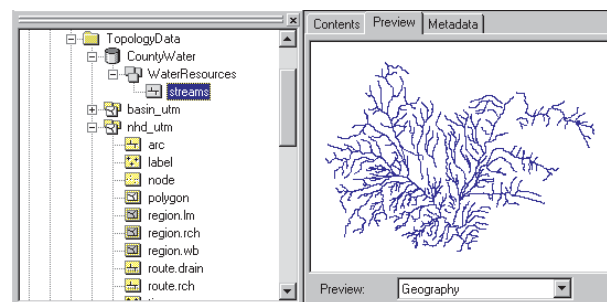 TopologyData
CountyWater
WaterResources
streams
basin_utm
nhd_utm
arc
label
node
polygon
region.lm
region.rch
region.wb
route.drain
route.rch
Contents Preview Metadata
Preview: Geography